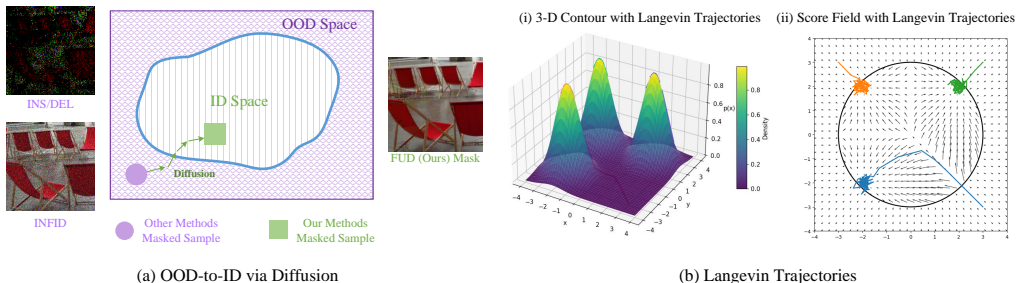 INS/DEL
INFID
OOD Space
ID Space
Diffusion
Other Methods
Masked Sample
Our Methods
Masked Sample
FUD (Ours) Mask
(a) OOD-to-ID via Diffusion
(i) 3-D Contour with Langevin Trajectories
p(x)
0.8
0.6
0.4
0.2
0.0
−4
−3
−2
−1
0
1
2
3
4
x
−4
−3
−2
−1
0
1
2
3
4
y
0.8
0.6
0.4
0.2
0.0
Density
(ii) Score Field with Langevin Trajectories
4
3
2
1
0
−1
−2
−3
−4
−4
−3
−2
−1
0
1
2
3
4
(b) Langevin Trajectories